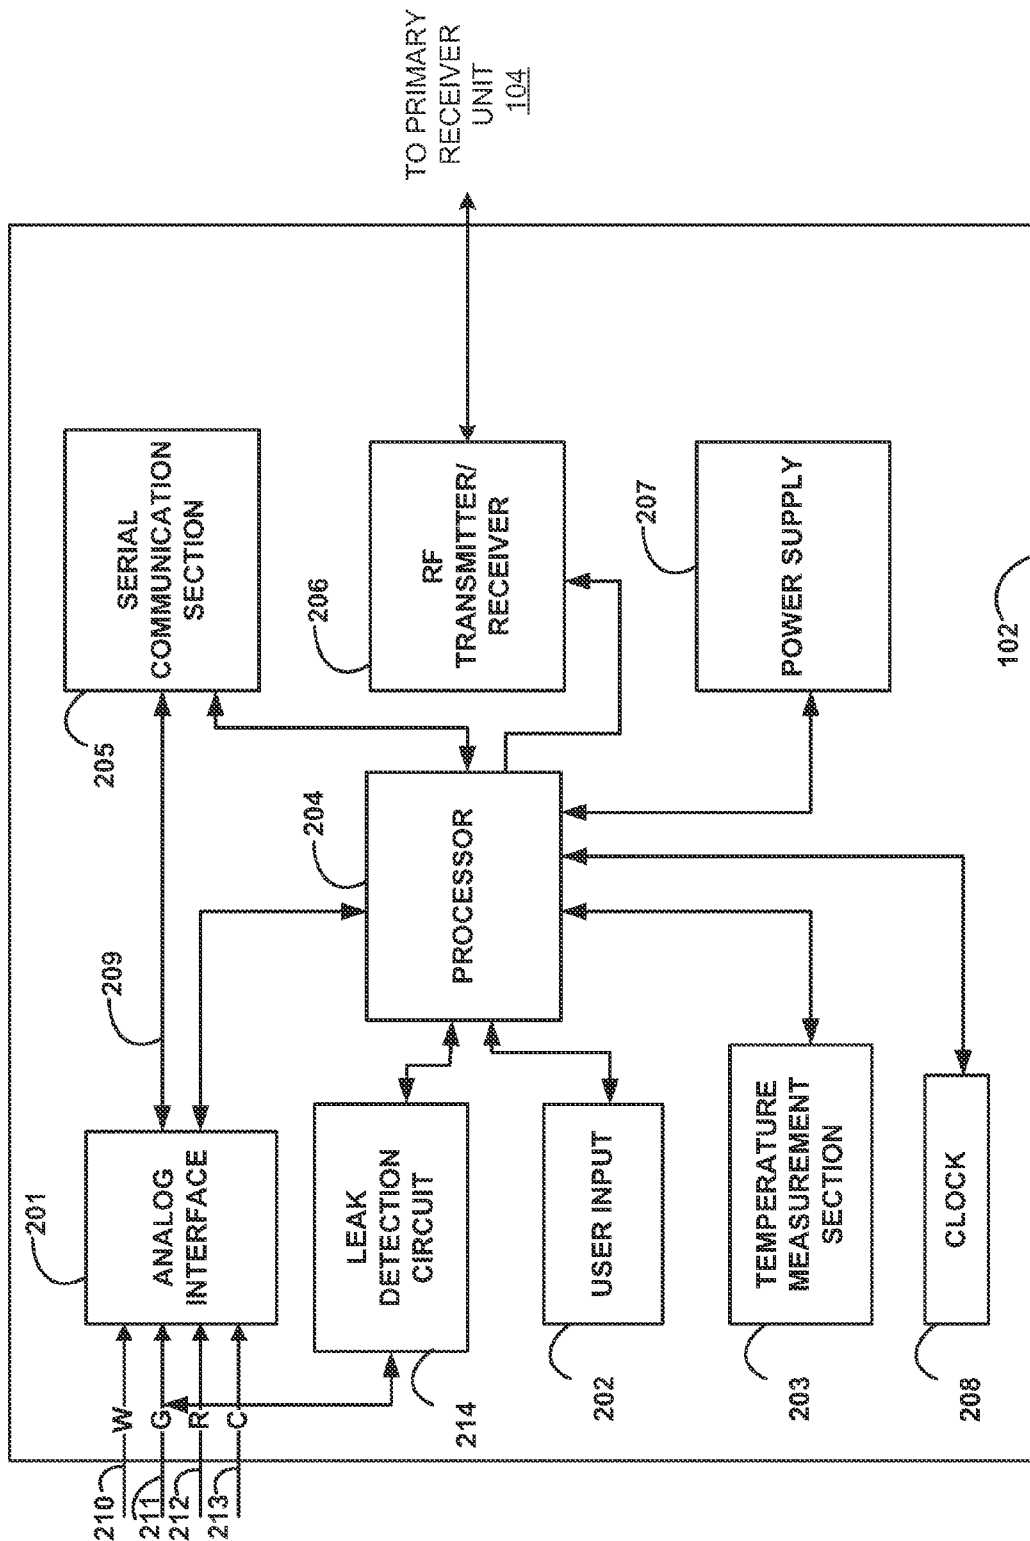 210
W
211
G
212
R
213
C
201
ANALOG
INTERFACE
209
205
SERIAL
COMMUNICATION
SECTION
214
LEAK
DETECTION
CIRCUIT
204
PROCESSOR
206
RF
TRANSMITTER/
RECEIVER
TO PRIMARY
RECEIVER
UNIT
104
202
USER INPUT
203
TEMPERATURE
MEASUREMENT
SECTION
207
POWER SUPPLY
208
CLOCK
102